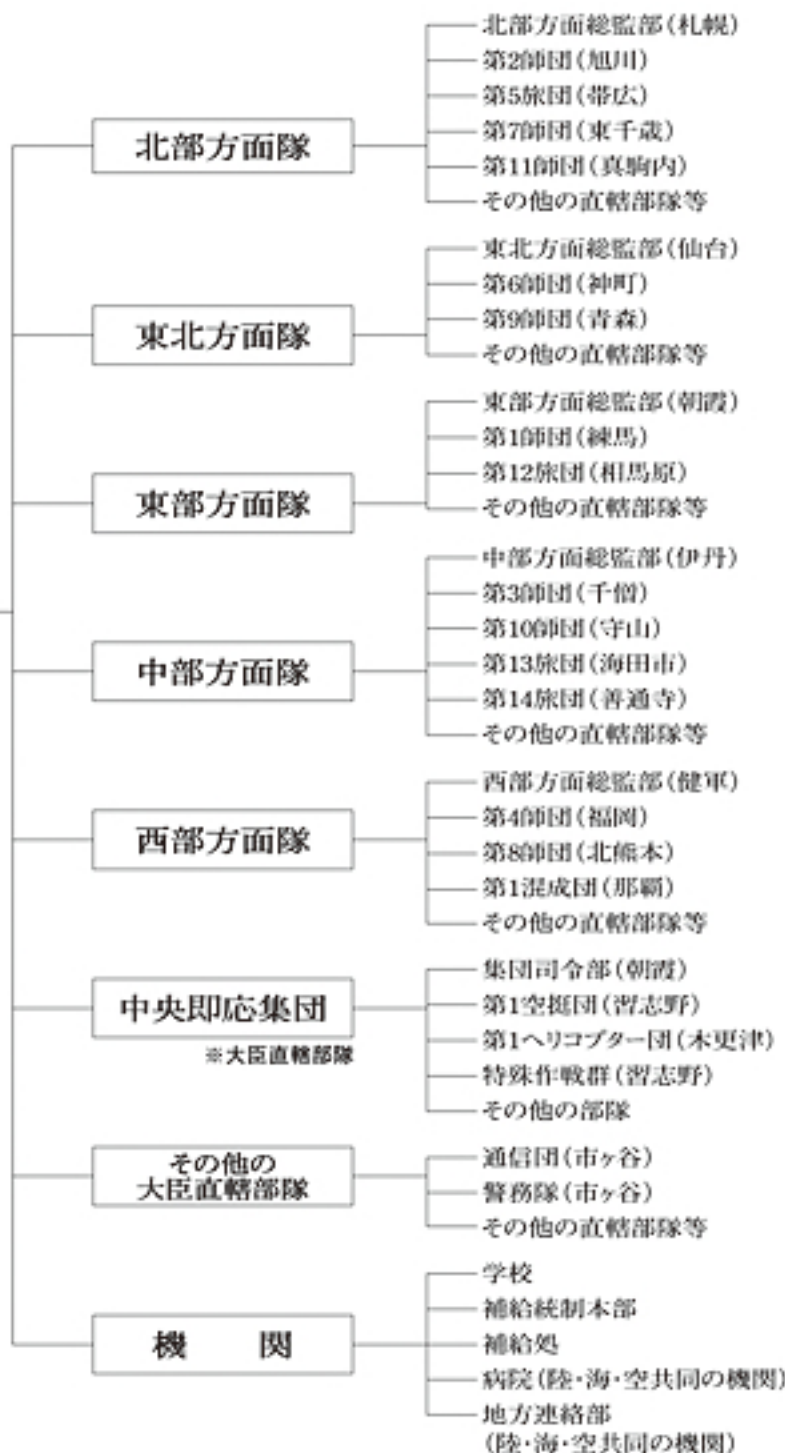 北部方面隊
北部方面総監部(札幌)
第2師団(旭川)
第5旅団(帯広)
第7師団(東千歳)
第11師団(真駒内)
その他の直轄部隊等
東北方面隊
東北方面総監部(仙台)
第6師団(神町)
第9師団(青森)
その他の直轄部隊等
東部方面隊
東部方面総監部(朝霞)
第1師団(練馬)
第12旅団(相馬原)
その他の直轄部隊等
中部方面隊
中部方面総監部(伊丹)
第3師団(千僧)
第10師団(守山)
第13旅団(海田市)
第14旅団(善通寺)
その他の直轄部隊等
西部方面隊
西部方面総監部(健軍)
第4師団(福岡)
第8師団(北熊本)
第1混成団(那覇)
その他の直轄部隊等
中央即応集団
※大臣直轄部隊
集団司令部(朝霞)
第1空挺団(習志野)
第1ヘリコプター団(木更津)
特殊作戦群(習志野)
その他の部隊
その他の
大臣直轄部隊
通信団(市ヶ谷)
警務隊(市ヶ谷)
その他の直轄部隊等
機　関
学校
補給統制本部
補給処
病院(陸・海・空共同の機関)
地方連絡部
(陸・海・空共同の機関)